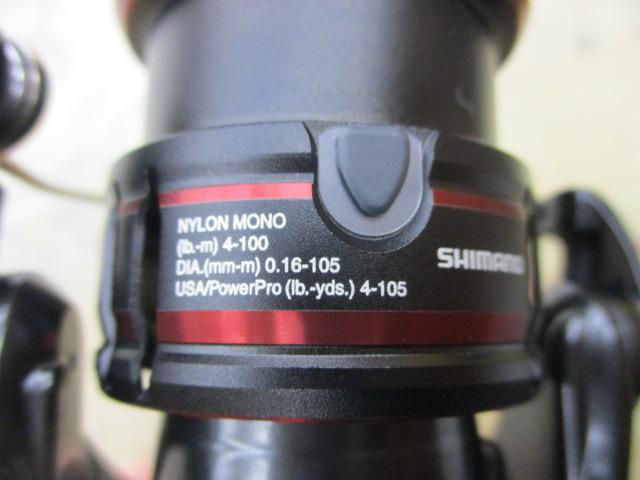 NYLON MONO
(lb.-m) 4-100
DIA.(mm-m) 0.16-105
USA/PowerPro (lb.-yds.) 4-105
SHIMANO